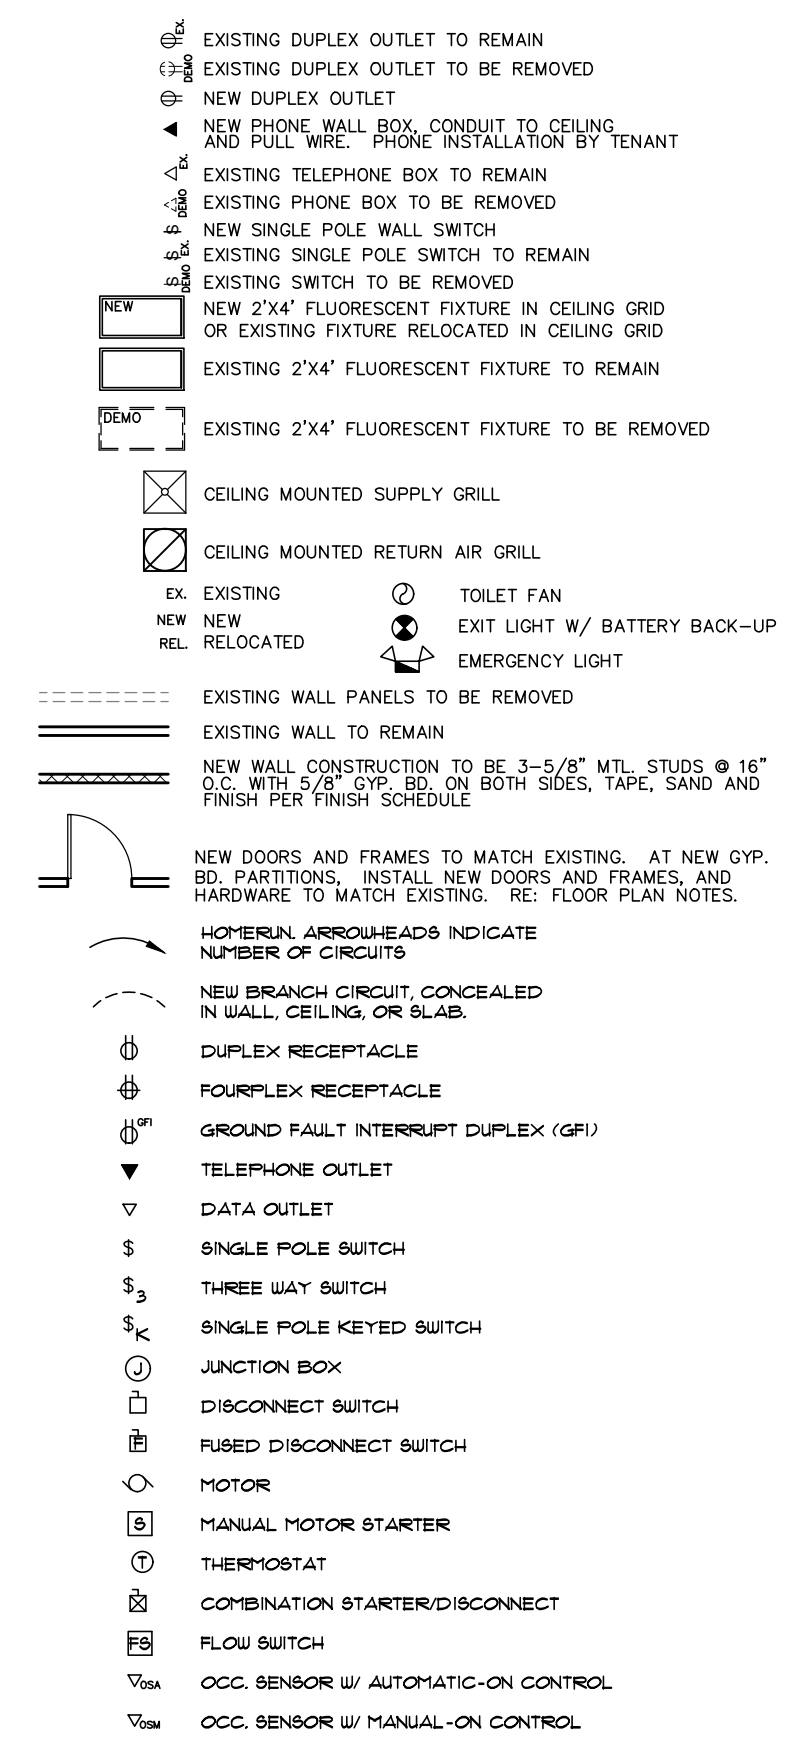 EX. EXISTING DUPLEX OUTLET TO REMAIN
DEMO EXISTING DUPLEX OUTLET TO BE REMOVED
NEW DUPLEX OUTLET
NEW PHONE WALL BOX, CONDUIT TO CEILING
AND PULL WIRE. PHONE INSTALLATION BY TENANT
EX. EXISTING TELEPHONE BOX TO REMAIN
DEMO EXISTING PHONE BOX TO BE REMOVED
$ NEW SINGLE POLE WALL SWITCH
$ EX. EXISTING SINGLE POLE SWITCH TO REMAIN
$ DEMO EXISTING SWITCH TO BE REMOVED
NEW NEW 2'X4' FLUORESCENT FIXTURE IN CEILING GRID
OR EXISTING FIXTURE RELOCATED IN CEILING GRID
EXISTING 2'X4' FLUORESCENT FIXTURE TO REMAIN
DEMO EXISTING 2'X4' FLUORESCENT FIXTURE TO BE REMOVED
CEILING MOUNTED SUPPLY GRILL
CEILING MOUNTED RETURN AIR GRILL
EX. EXISTING TOILET FAN
NEW NEW EXIT LIGHT W/ BATTERY BACK-UP
REL. RELOCATED
EMERGENCY LIGHT
EXISTING WALL PANELS TO BE REMOVED
EXISTING WALL TO REMAIN
NEW WALL CONSTRUCTION TO BE 3-5/8" MTL. STUDS @ 16"
O.C. WITH 5/8" GYP. BD. ON BOTH SIDES, TAPE, SAND AND
FINISH PER FINISH SCHEDULE
NEW DOORS AND FRAMES TO MATCH EXISTING. AT NEW GYP.
BD. PARTITIONS, INSTALL NEW DOORS AND FRAMES, AND
HARDWARE TO MATCH EXISTING. RE: FLOOR PLAN NOTES.
HOMERUN. ARROWHEADS INDICATE
NUMBER OF CIRCUITS
NEW BRANCH CIRCUIT, CONCEALED
IN WALL, CEILING, OR SLAB.
DUPLEX RECEPTACLE
FOURPLEX RECEPTACLE
GFI GROUND FAULT INTERRUPT DUPLEX (GFI)
TELEPHONE OUTLET
DATA OUTLET
$ SINGLE POLE SWITCH
$3 THREE WAY SWITCH
$K SINGLE POLE KEYED SWITCH
J JUNCTION BOX
DISCONNECT SWITCH
F FUSED DISCONNECT SWITCH
MOTOR
S MANUAL MOTOR STARTER
T THERMOSTAT
COMBINATION STARTER/DISCONNECT
FS FLOW SWITCH
OSA OCC. SENSOR W/ AUTOMATIC-ON CONTROL
OSM OCC. SENSOR W/ MANUAL-ON CONTROL